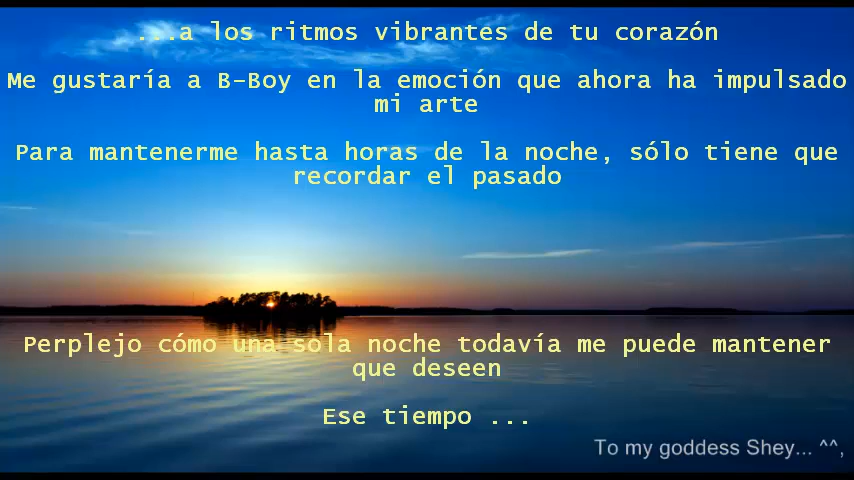 ...a los ritmos vibrantes de tu corazón
Me gustaría a B-Boy en la emoción que ahora ha impulsado
mi arte
Para mantenerme hasta horas de la noche, sólo tiene que
recordar el pasado
Perplejo cómo una sola noche todavía me puede mantener
que deseen
Ese tiempo ...
To my goddess Shey... ^^,